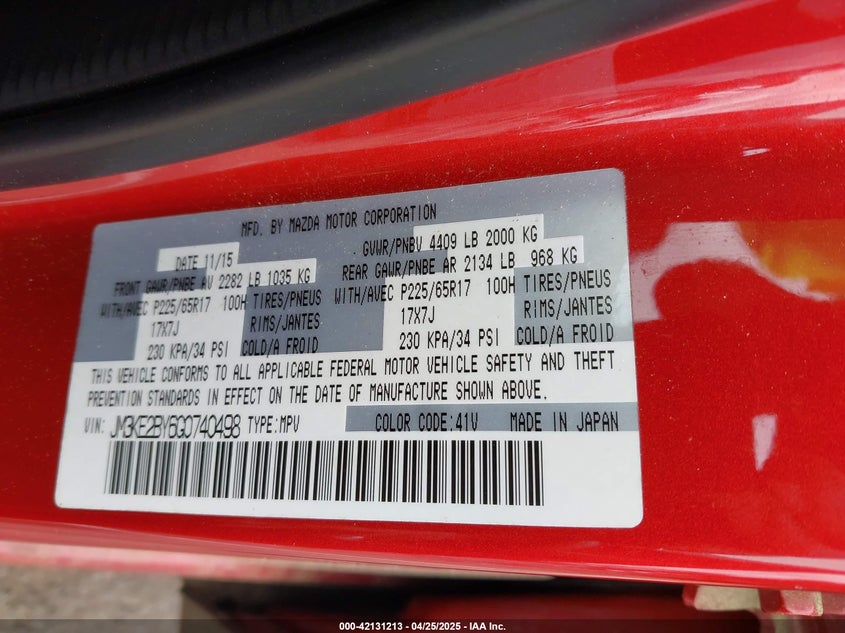 MFD. BY MAZDA MOTOR CORPORATION
DATE 11/15 GVWR/PNBV 4409 LB 2000 KG
FRONT GAWR/PNBE AV 2282 LB 1035 KG REAR GAWR/PNBE AR 2134 LB 968 KG
WITH/AVEC P225/65R17 100H TIRES/PNEUS WITH/AVEC P225/65R17 100H TIRES/PNEUS
17X7J RIMS/JANTES 17X7J RIMS/JANTES
230 KPA/34 PSI COLD/A FROID 230 KPA/34 PSI COLD/A FROID
THIS VEHICLE CONFORMS TO ALL APPLICABLE FEDERAL MOTOR VEHICLE SAFETY AND THEFT
PREVENTION STANDARDS IN EFFECT ON THE DATE OF MANUFACTURE SHOWN ABOVE.
VIN: JM3KE2BY6G0740498 TYPE:MPV COLOR CODE:41V MADE IN JAPAN
000-42131213 - 04/25/2025 - IAA Inc.